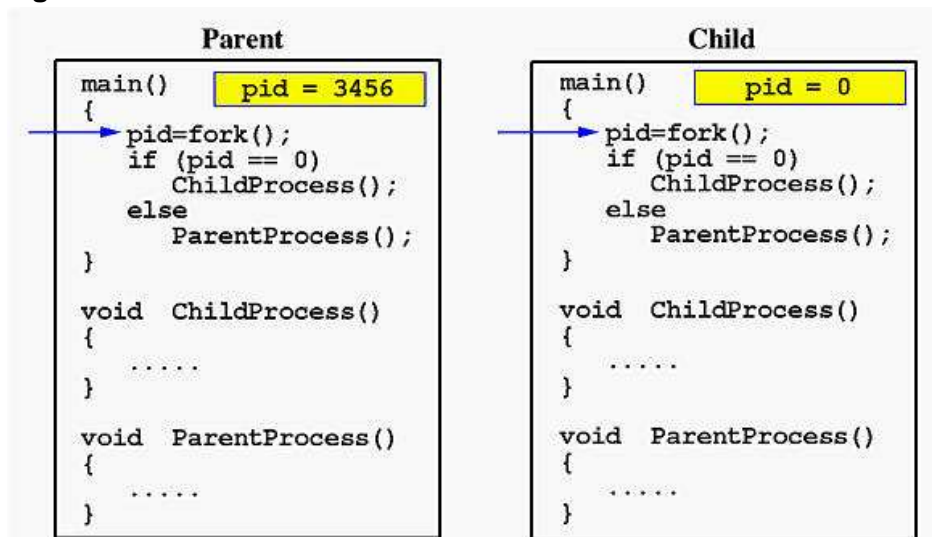 Parent
main() pid = 3456
{
pid=fork();
if (pid == 0)
ChildProcess();
else
ParentProcess();
}
void ChildProcess()
{
.....
}
void ParentProcess()
{
.....
}
Child
main() pid = 0
{
pid=fork();
if (pid == 0)
ChildProcess();
else
ParentProcess();
}
void ChildProcess()
{
.....
}
void ParentProcess()
{
.....
}